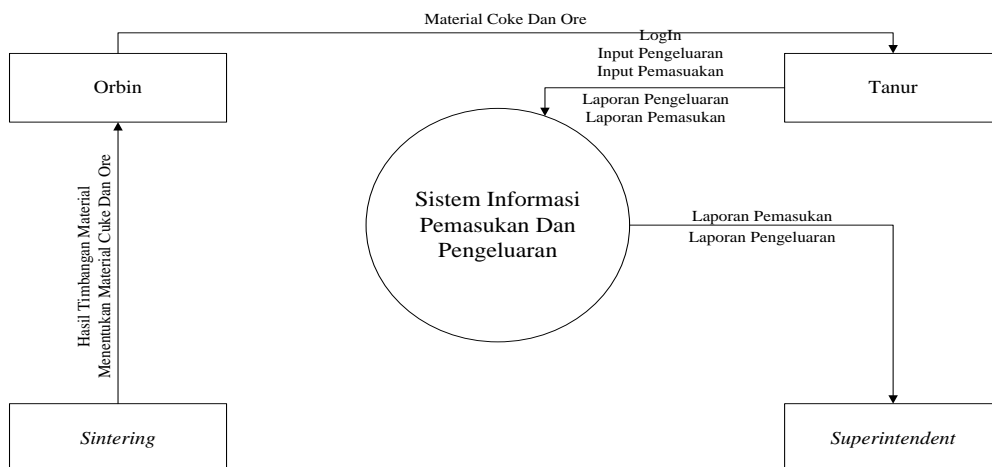 Material Coke Dan Ore
LogIn
Input Pengeluaran
Input Pemasuakan
Orbin
Tanur
Laporan Pengeluaran
Laporan Pemasukan
Hasil Timbangan Material
Menentukan Material Cuke Dan Ore
Sistem Informasi
Pemasukan Dan
Pengeluaran
Laporan Pemasukan
Laporan Pengeluaran
Sintering
Superintendent